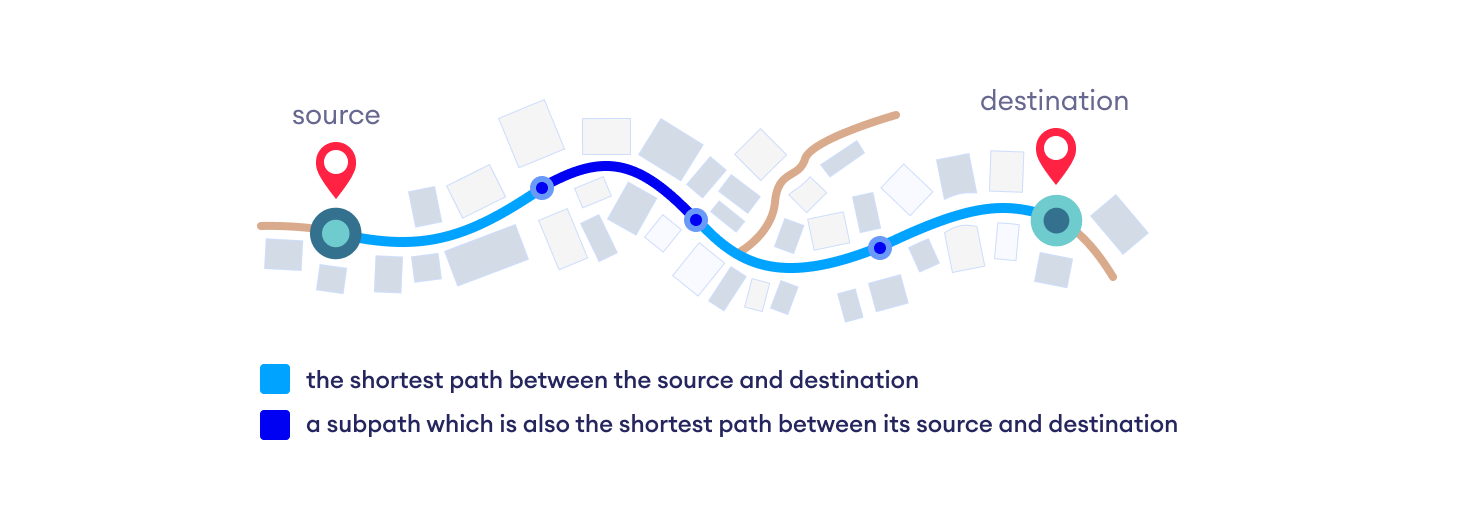 source
destination
the shortest path between the source and destination
a subpath which is also the shortest path between its source and destination